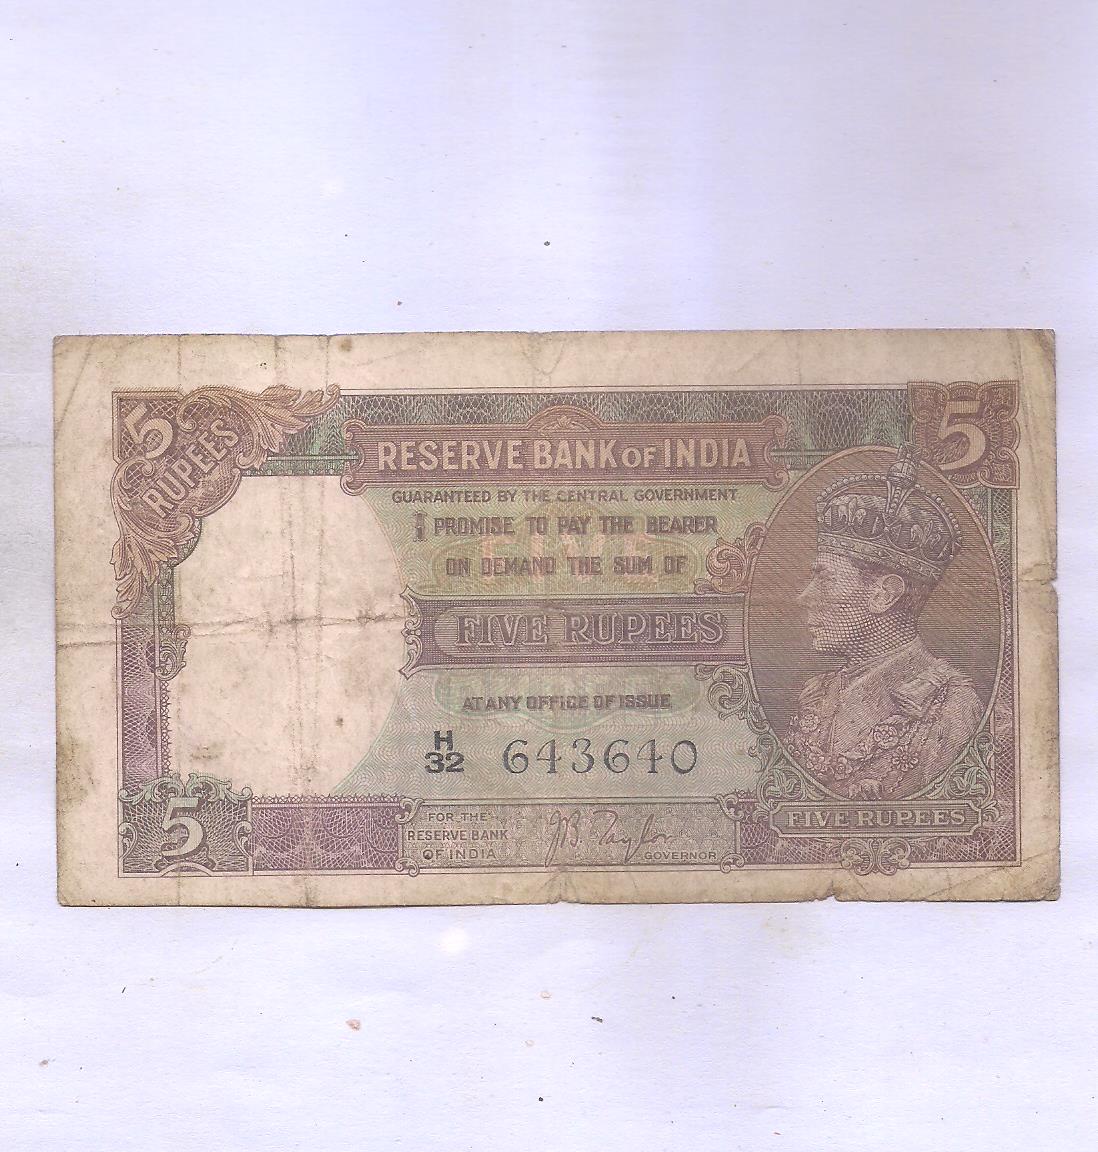 5
RUPEES
5
RESERVE BANK OF INDIA
GUARANTEED BY THE CENTRAL GOVERNMENT
I PROMISE TO PAY THE BEARER
ON DEMAND THE SUM OF
FIVE
FIVE RUPEES
AT ANY OFFICE OF ISSUE
H
32 643640
5
FOR THE
RESERVE BANK
OF INDIA
J.B. Taylor
GOVERNOR
FIVE RUPEES